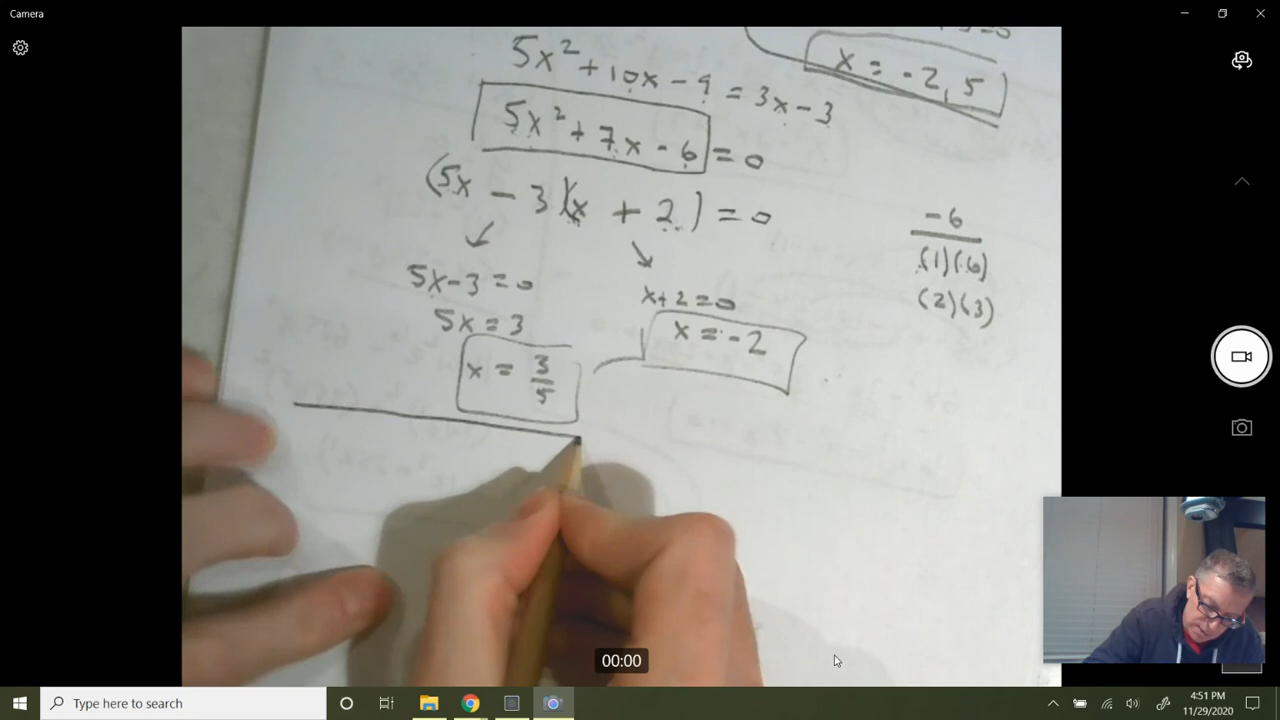 Camera
x = -2, 5
5x² + 10x - 9 = 3x - 3
5x² + 7x - 6 = 0
(5x - 3)(x + 2) = 0
5x - 3 = 0
5x = 3
x = 3/5
x + 2 = 0
x = -2
-6
(1)(6)
(2)(3)
00:00
Type here to search
4:51 PM
11/29/2020